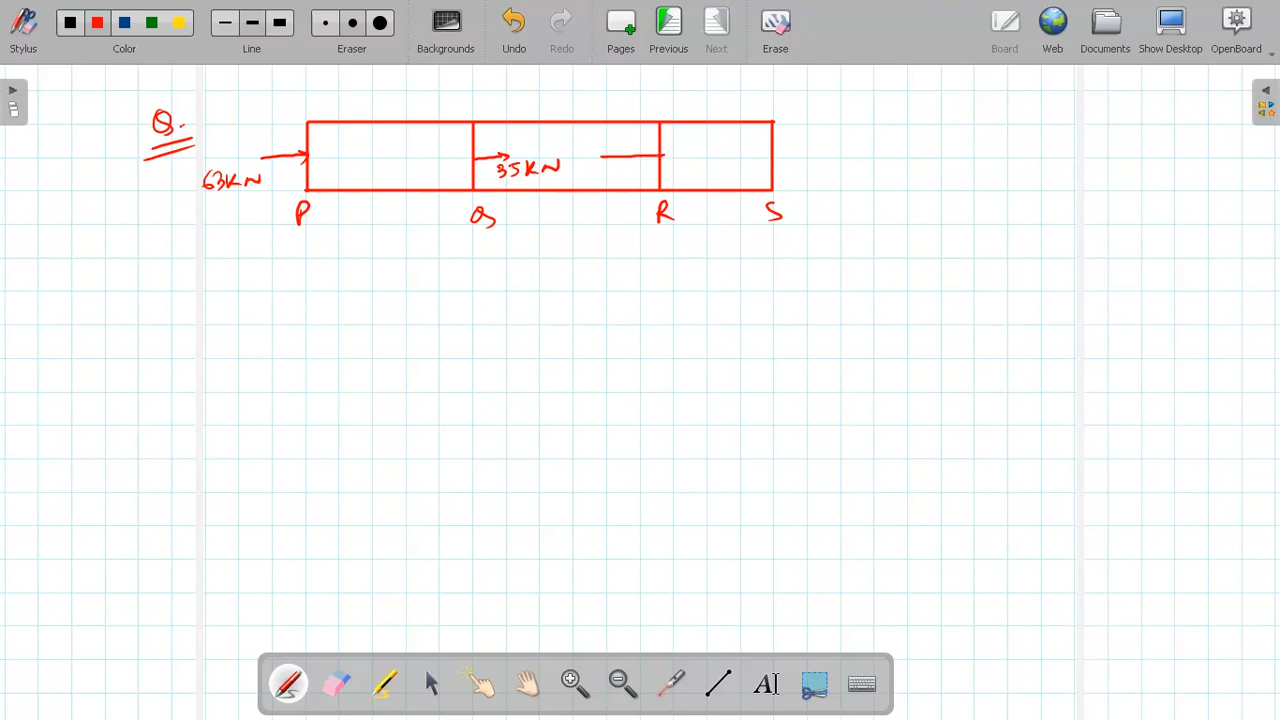 Stylus Color Line Eraser Backgrounds Undo Redo Pages Previous Next Erase Board Web Documents Show Desktop OpenBoard
Q.
63KN
35KN
P Q R S
A